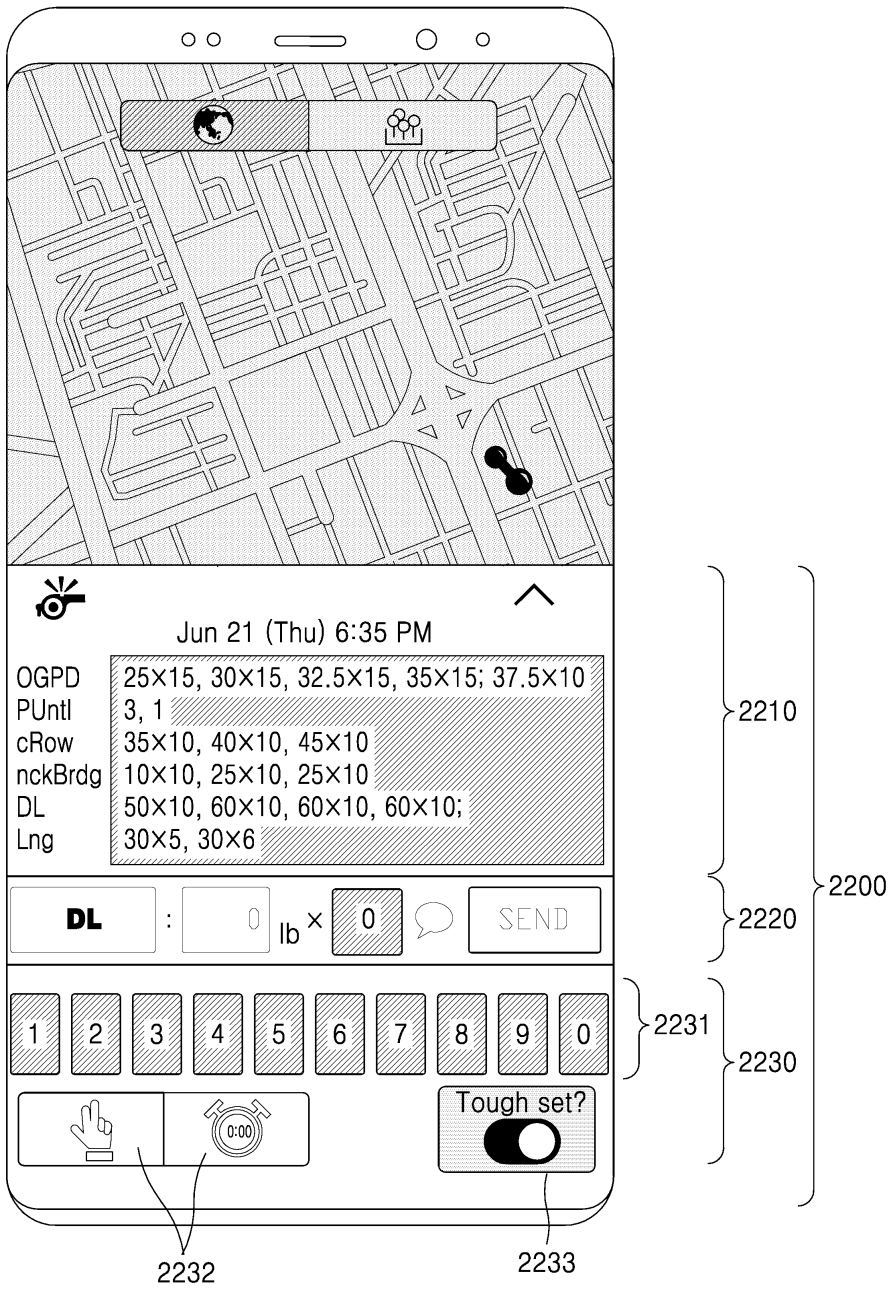 Jun 21 (Thu) 6:35 PM
OGPD 25×15, 30×15, 32.5×15, 35×15; 37.5×10
PUntl 3, 1
cRow 35×10, 40×10, 45×10
nckBrdg 10×10, 25×10, 25×10
DL 50×10, 60×10, 60×10, 60×10;
Lng 30×5, 30×6
2210
DL : 0 lb × 0 SEND
2220
2200
1 2 3 4 5 6 7 8 9 0
2231
2230
0:00
Tough set?
2232
2233